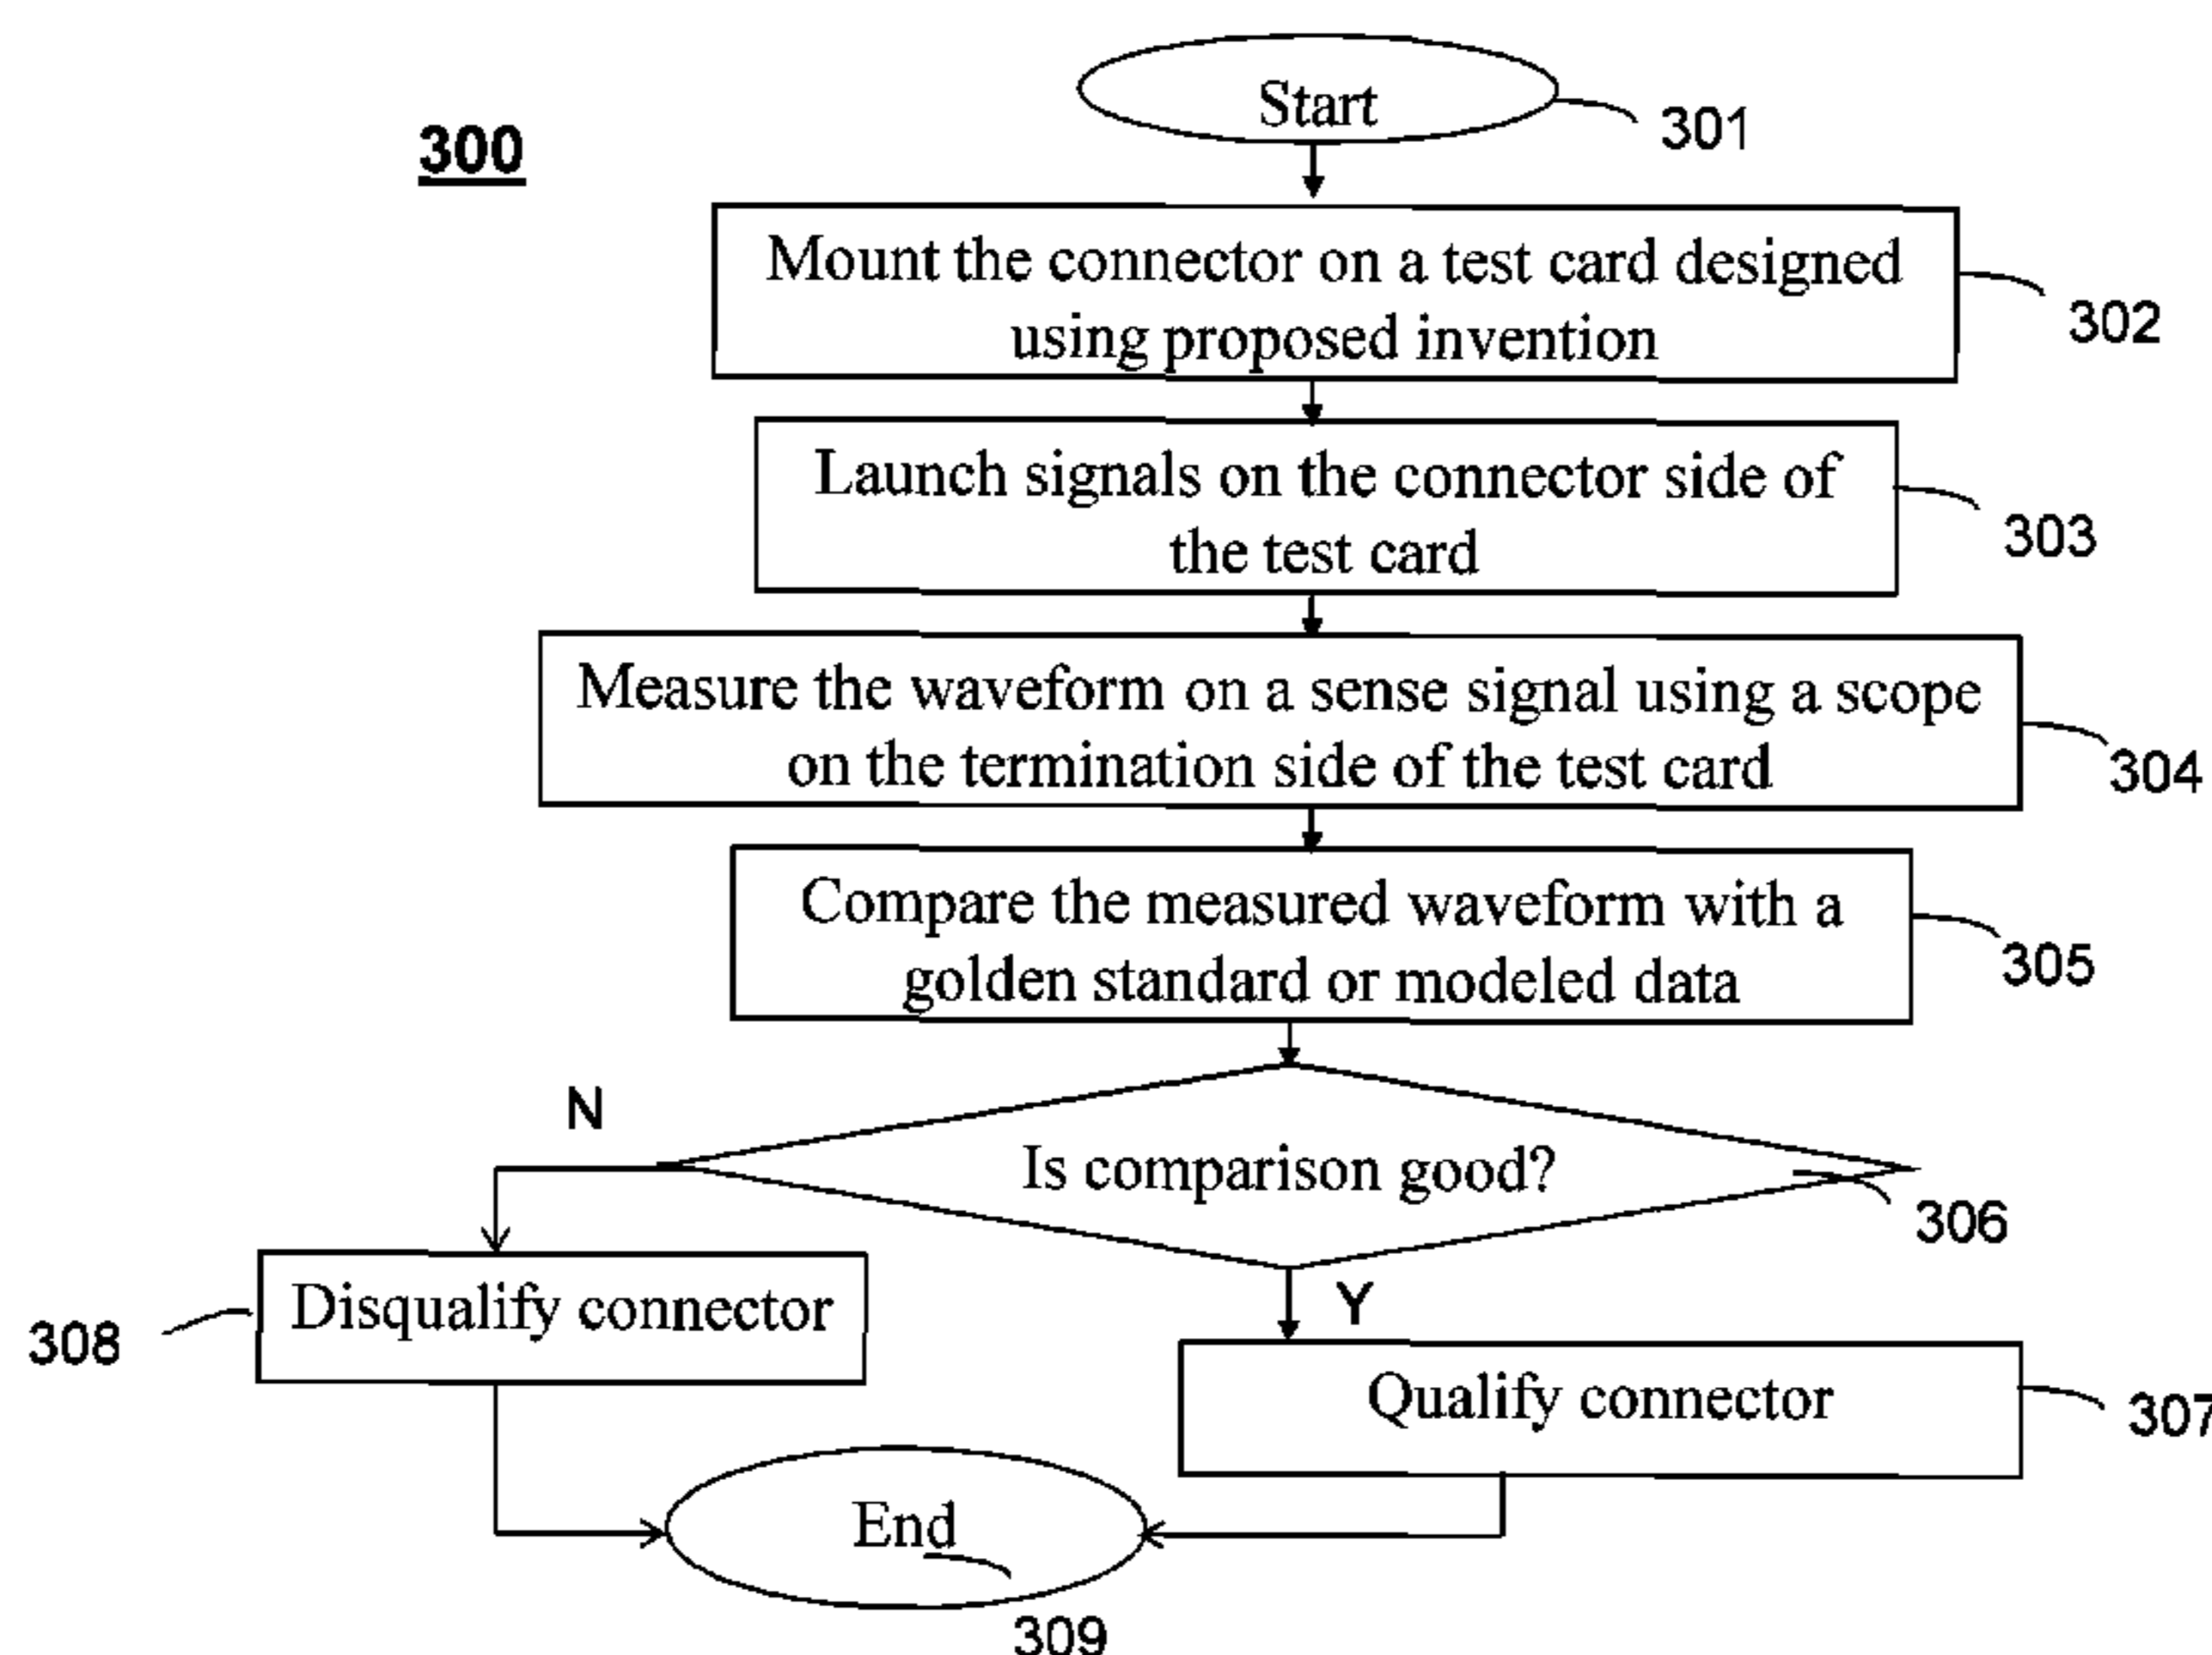 300
Start
301
Mount the connector on a test card designed
using proposed invention
302
Launch signals on the connector side of
the test card
303
Measure the waveform on a sense signal using a scope
on the termination side of the test card
304
Compare the measured waveform with a
golden standard or modeled data
305
N
Is comparison good?
306
Disqualify connector
308
Y
Qualify connector
307
End
309